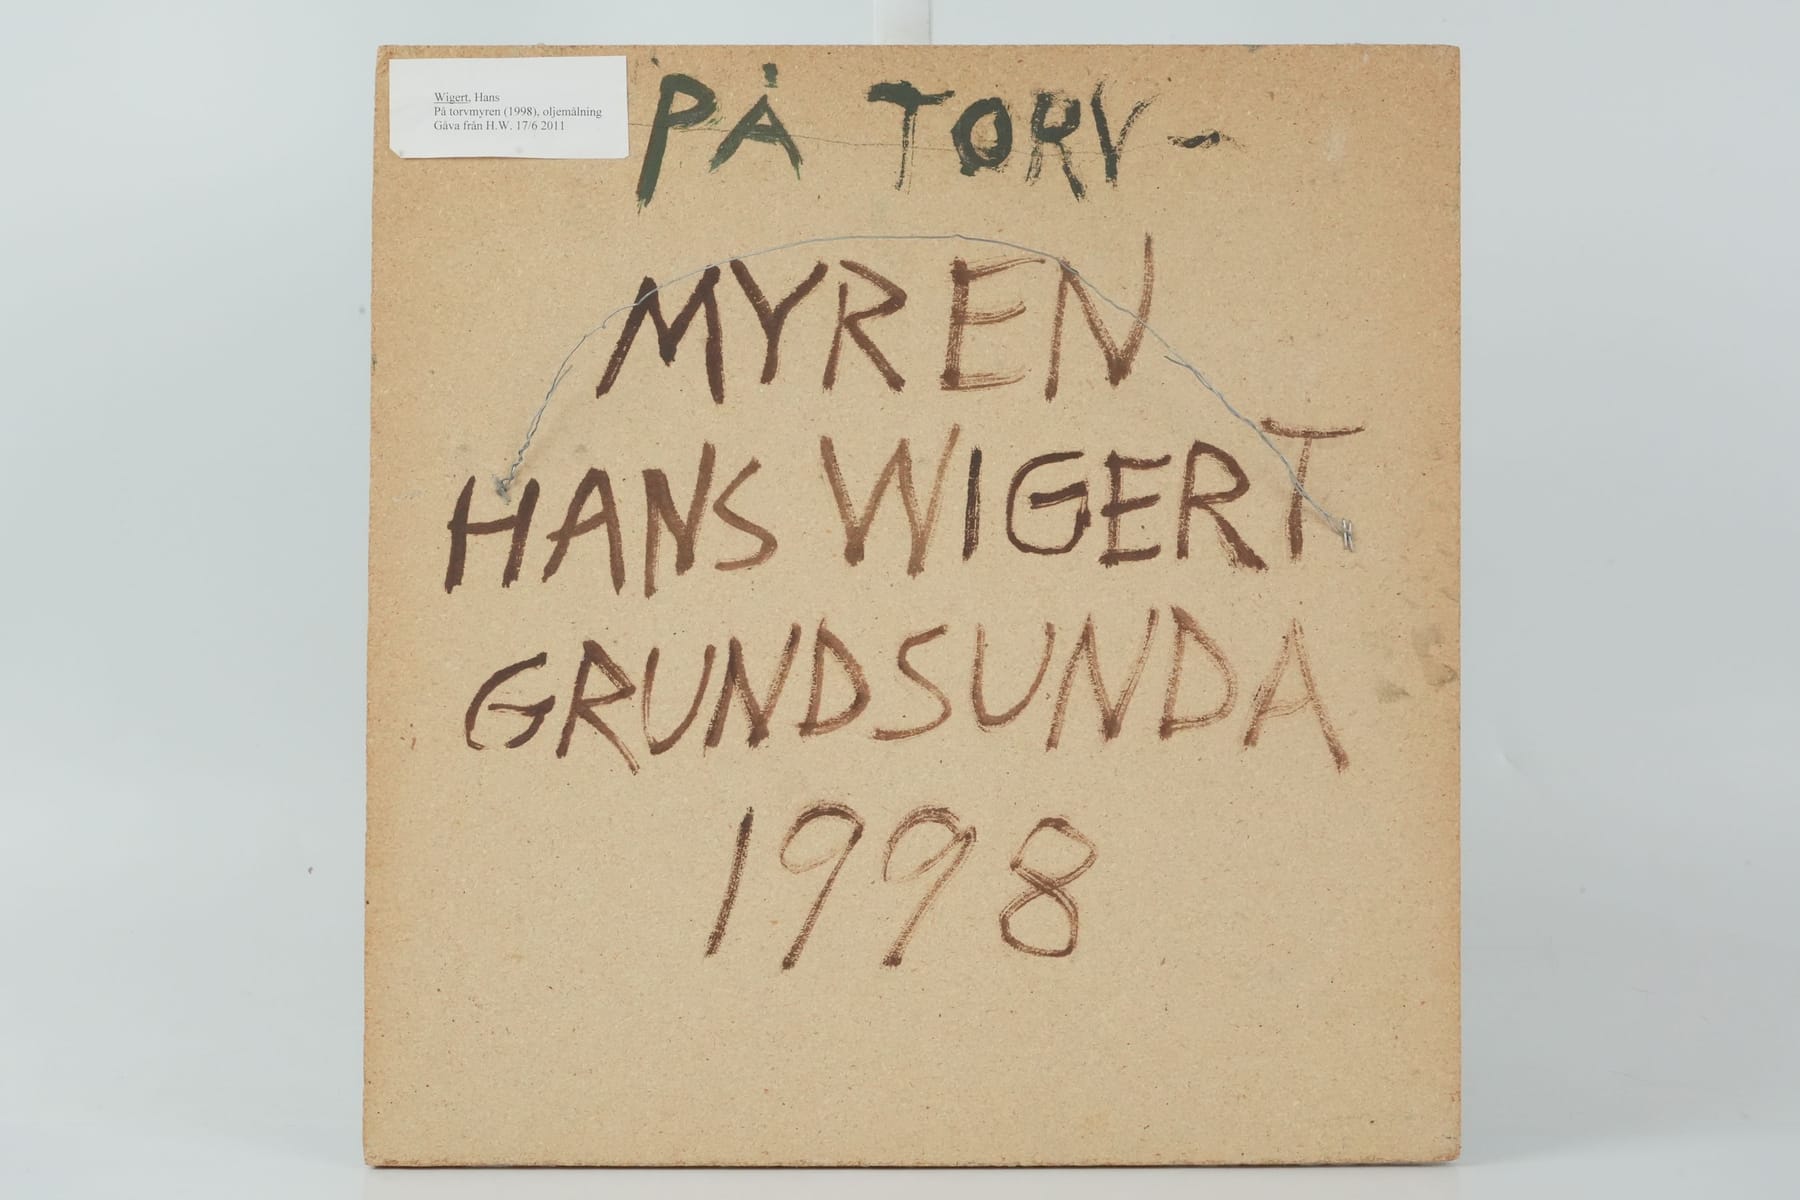 Wigert, Hans
På torvmyren (1998), oljemålning
Gåva från H.W. 17/6 2011
PÅ TORV-
MYREN
HANS WIGERT
GRUNDSUNDA
1998